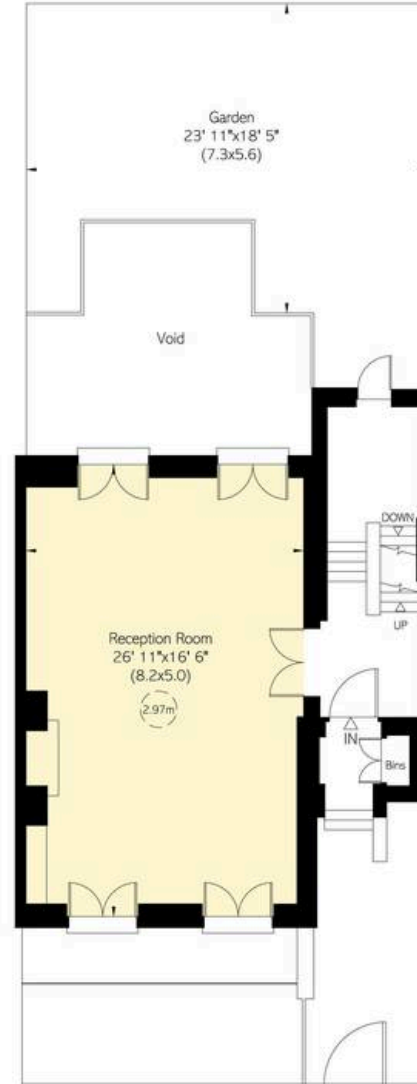 Garden
23' 11"x18' 5"
(7.3x5.6)
Void
DOWN
UP
Reception Room
26' 11"x16' 6"
(8.2x5.0)
2.97m
IN
Bins